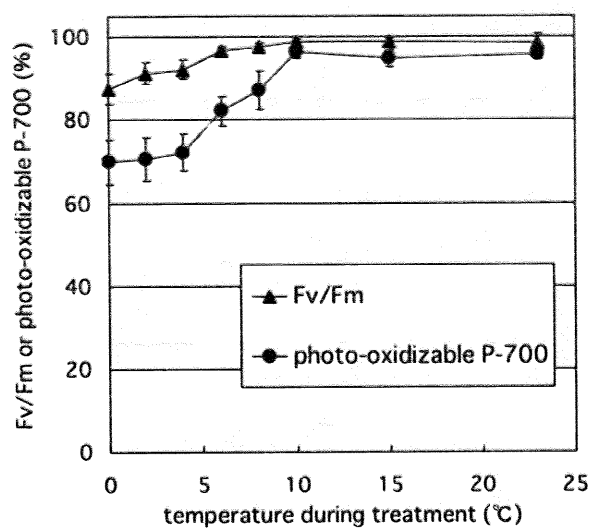 Fv/Fm or photo-oxidizable P-700 (%)
100
80
60
40
20
0
Fv/Fm
photo-oxidizable P-700
0 5 10 15 20 25
temperature during treatment (℃)